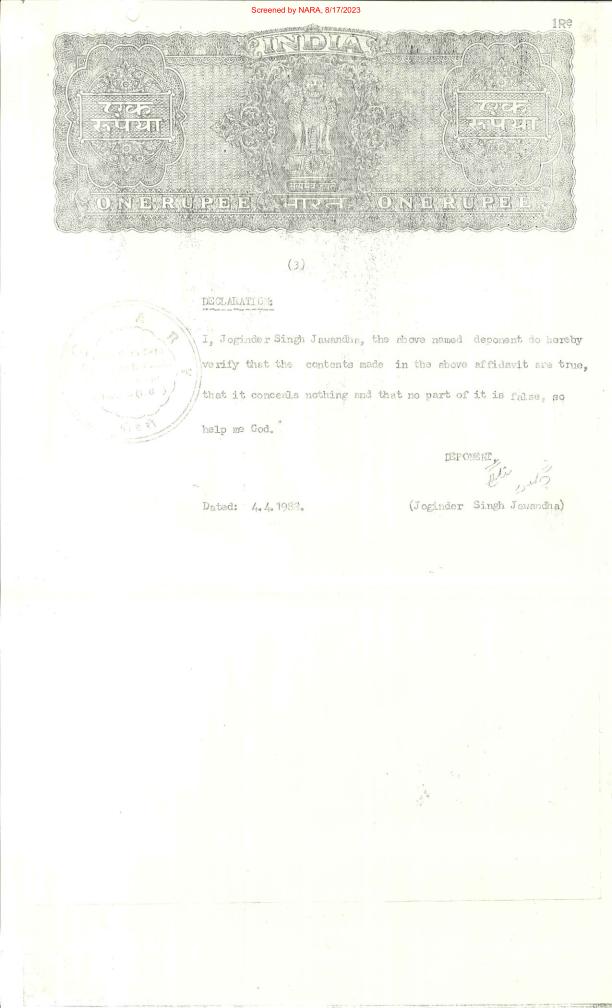 Screened by NARA, 8/17/2023
1Re
INDIA
एक
रूपया
एक
रूपया
सत्यमेव जयते
ONE RUPEE भारत ONE RUPEE
(3)
DECLARATION:
I, Joginder Singh Jawandha, the above named deponent do hereby
verify that the contents made in the above affidavit are true,
that it conceals nothing and that no part of it is false, so
help me God."
DEPONENT,
Dated: 4.4.1983.
(Joginder Singh Jawandha)